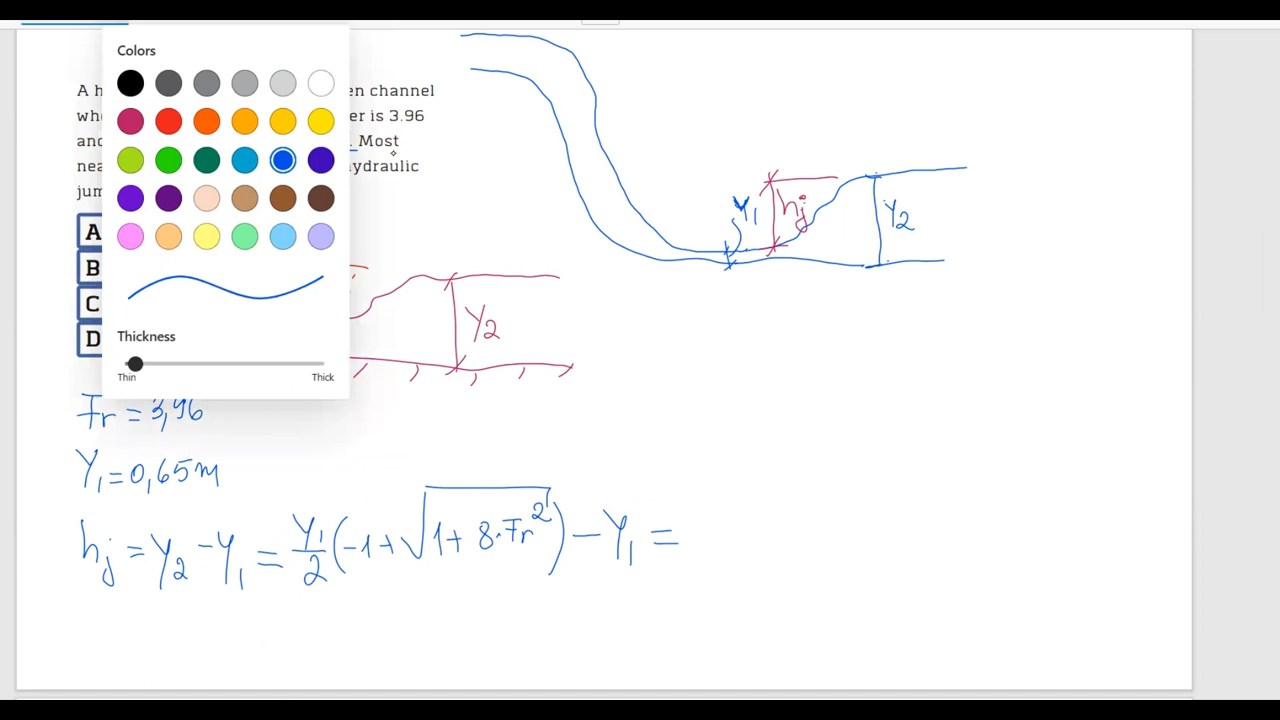 Colors
Thickness
Thin Thick
A h en channel
whe er is 3.96
and . Most
nea ydraulic
jum
A
B
C
D
Y1 hj Y2
Y2
Fr = 3,96
Y1 = 0,65m
hj = Y2 - Y1 = Y1/2 (-1 + √1 + 8·Fr²) - Y1 =